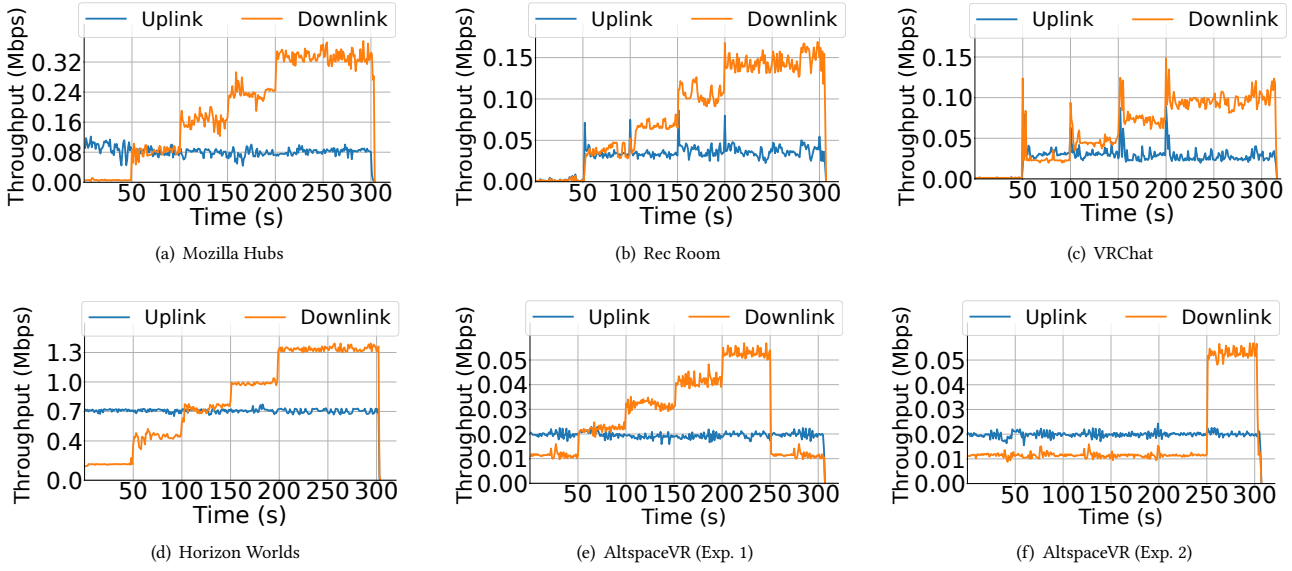 Uplink Downlink
Throughput (Mbps)
0.32
0.24
0.16
0.08
0.00
50 100 150 200 250 300
Time (s)
(a) Mozilla Hubs
Uplink Downlink
Throughput (Mbps)
0.15
0.10
0.05
0.00
50 100 150 200 250 300
Time (s)
(b) Rec Room
Uplink Downlink
Throughput (Mbps)
0.15
0.10
0.05
0.00
50 100 150 200 250 300
Time (s)
(c) VRChat
Uplink Downlink
Throughput (Mbps)
1.3
1.0
0.7
0.4
0.0
50 100 150 200 250 300
Time (s)
(d) Horizon Worlds
Uplink Downlink
Throughput (Mbps)
0.05
0.04
0.03
0.02
0.01
0.00
50 100 150 200 250 300
Time (s)
(e) AltspaceVR (Exp. 1)
Uplink Downlink
Throughput (Mbps)
0.05
0.04
0.03
0.02
0.01
0.00
50 100 150 200 250 300
Time (s)
(f) AltspaceVR (Exp. 2)